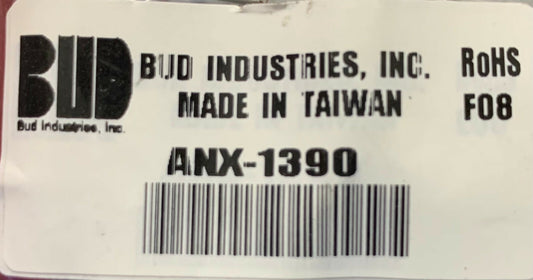 BUD
Bud Industries, Inc.
BUD INDUSTRIES, INC. RoHS
MADE IN TAIWAN F08
ANX-1390